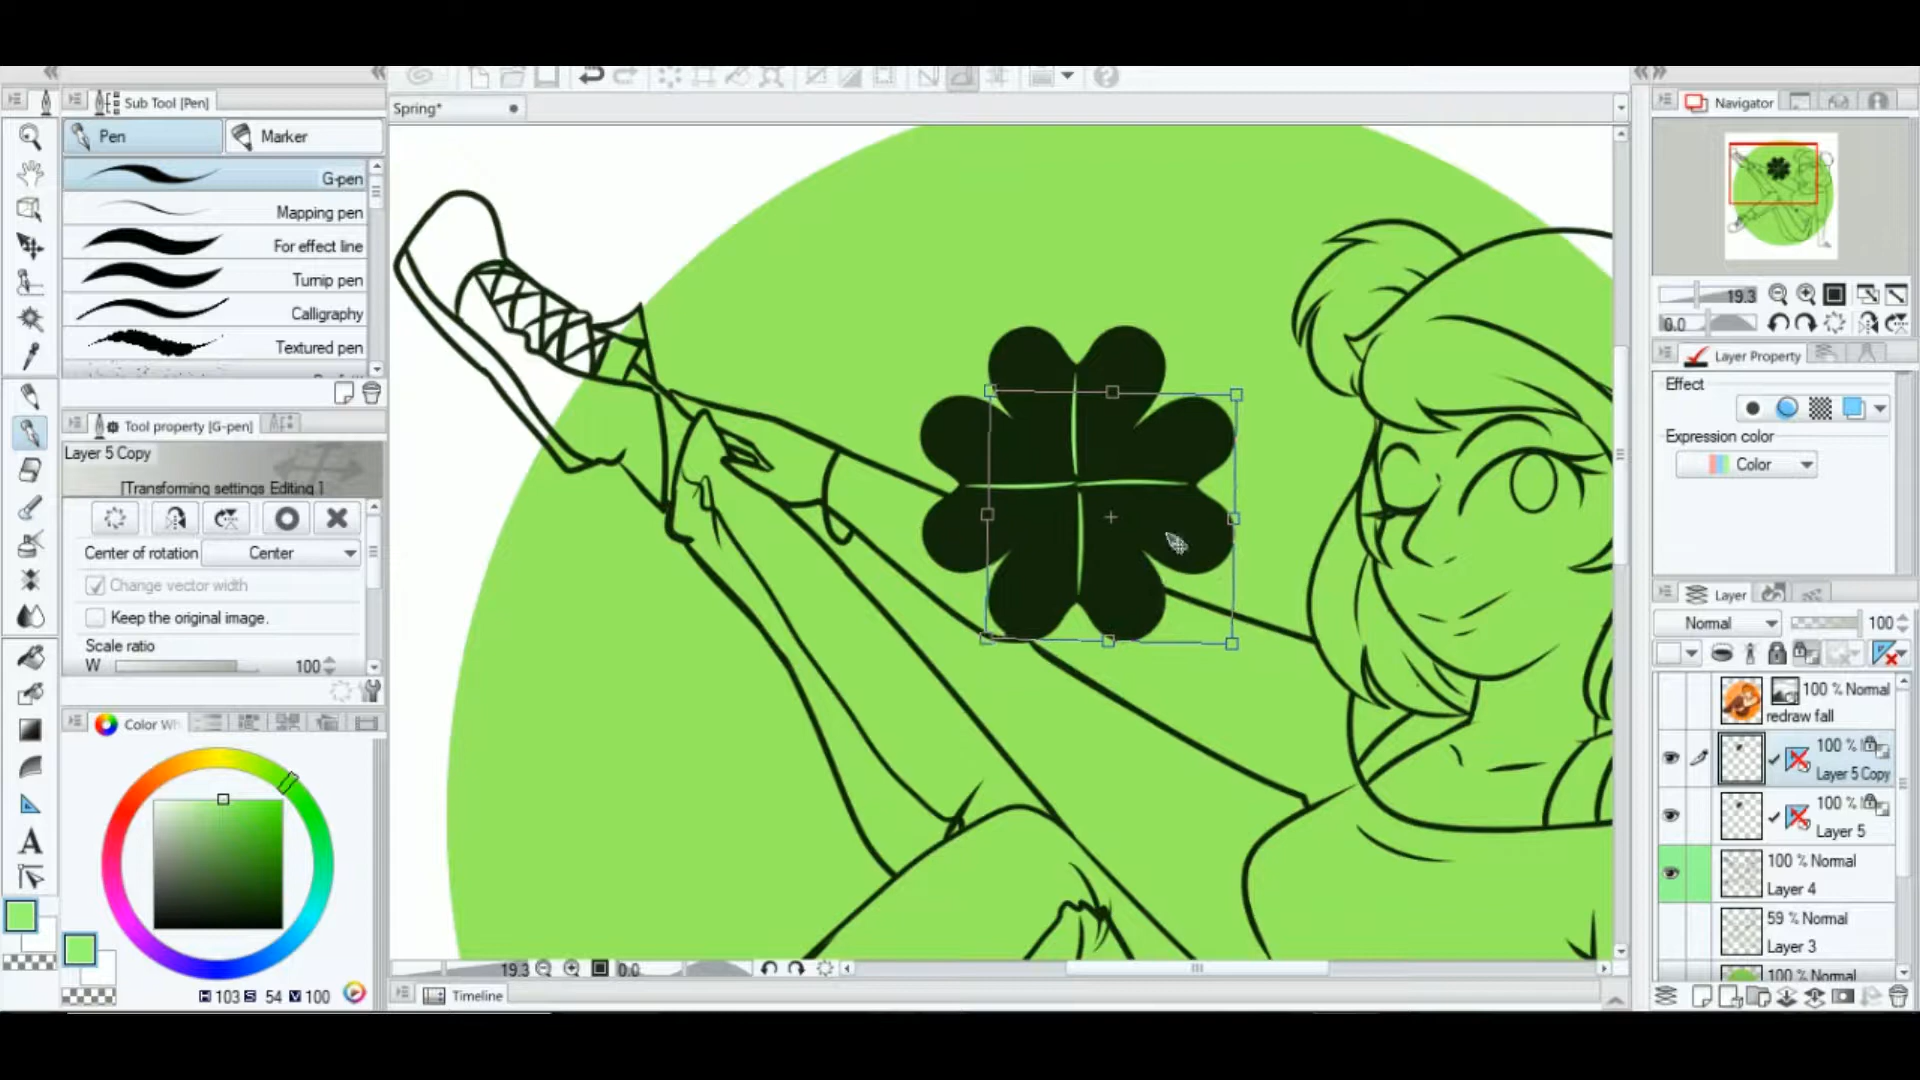 Sub Tool [Pen]
Pen
Marker
G-pen
Mapping pen
For effect line
Turnip pen
Calligraphy
Textured pen
Tool property [G-pen]
Layer 5 Copy
[Transforming settings Editing 1
Center of rotation
Center
Change vector width
Keep the original image.
Scale ratio
W
100
Color Wh
H 103 S 54 V 100
Spring*
19.3
0.0
Timeline
Navigator
19.3
0.0
Layer Property
Effect
Expression color
Color
Layer
Normal
100
100 % Normal
redraw fall
100 %
Layer 5 Copy
100 %
Layer 5
100 % Normal
Layer 4
59 % Normal
Layer 3
100 % Normal
A